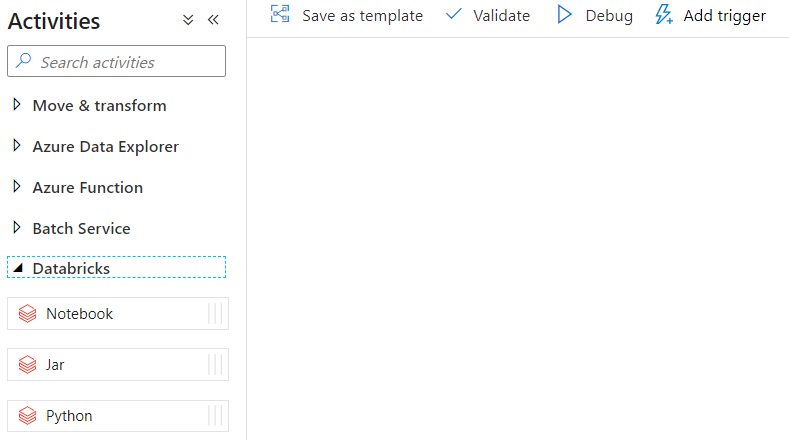 Activities
Save as template
Validate
Debug
Add trigger
Search activities
Move & transform
Azure Data Explorer
Azure Function
Batch Service
Databricks
Notebook
Jar
Python